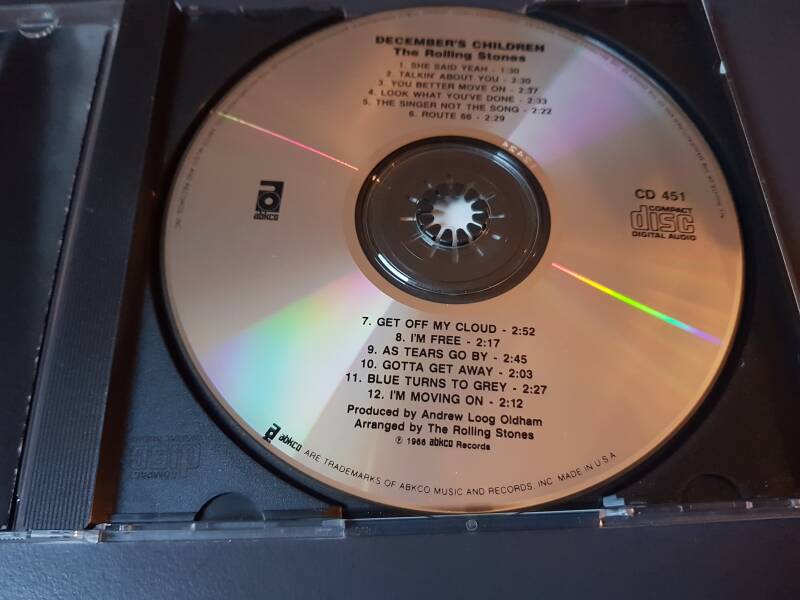 DECEMBER'S CHILDREN
The Rolling Stones
1. SHE SAID YEAH - 1:30
2. TALKIN' ABOUT YOU - 2:30
3. YOU BETTER MOVE ON - 2:37
4. LOOK WHAT YOU'VE DONE - 2:33
5. THE SINGER NOT THE SONG - 2:22
6. ROUTE 66 - 2:29
abkco
CD 451
COMPACT
disc
DIGITAL AUDIO
7. GET OFF MY CLOUD - 2:52
8. I'M FREE - 2:17
9. AS TEARS GO BY - 2:45
10. GOTTA GET AWAY - 2:03
11. BLUE TURNS TO GREY - 2:27
12. I'M MOVING ON - 2:12
Produced by Andrew Loog Oldham
Arranged by The Rolling Stones
℗ 1966 abkco Records
abkco ARE TRADEMARKS OF ABKCO MUSIC AND RECORDS, INC. MADE IN U.S.A.
COMPACT
disc